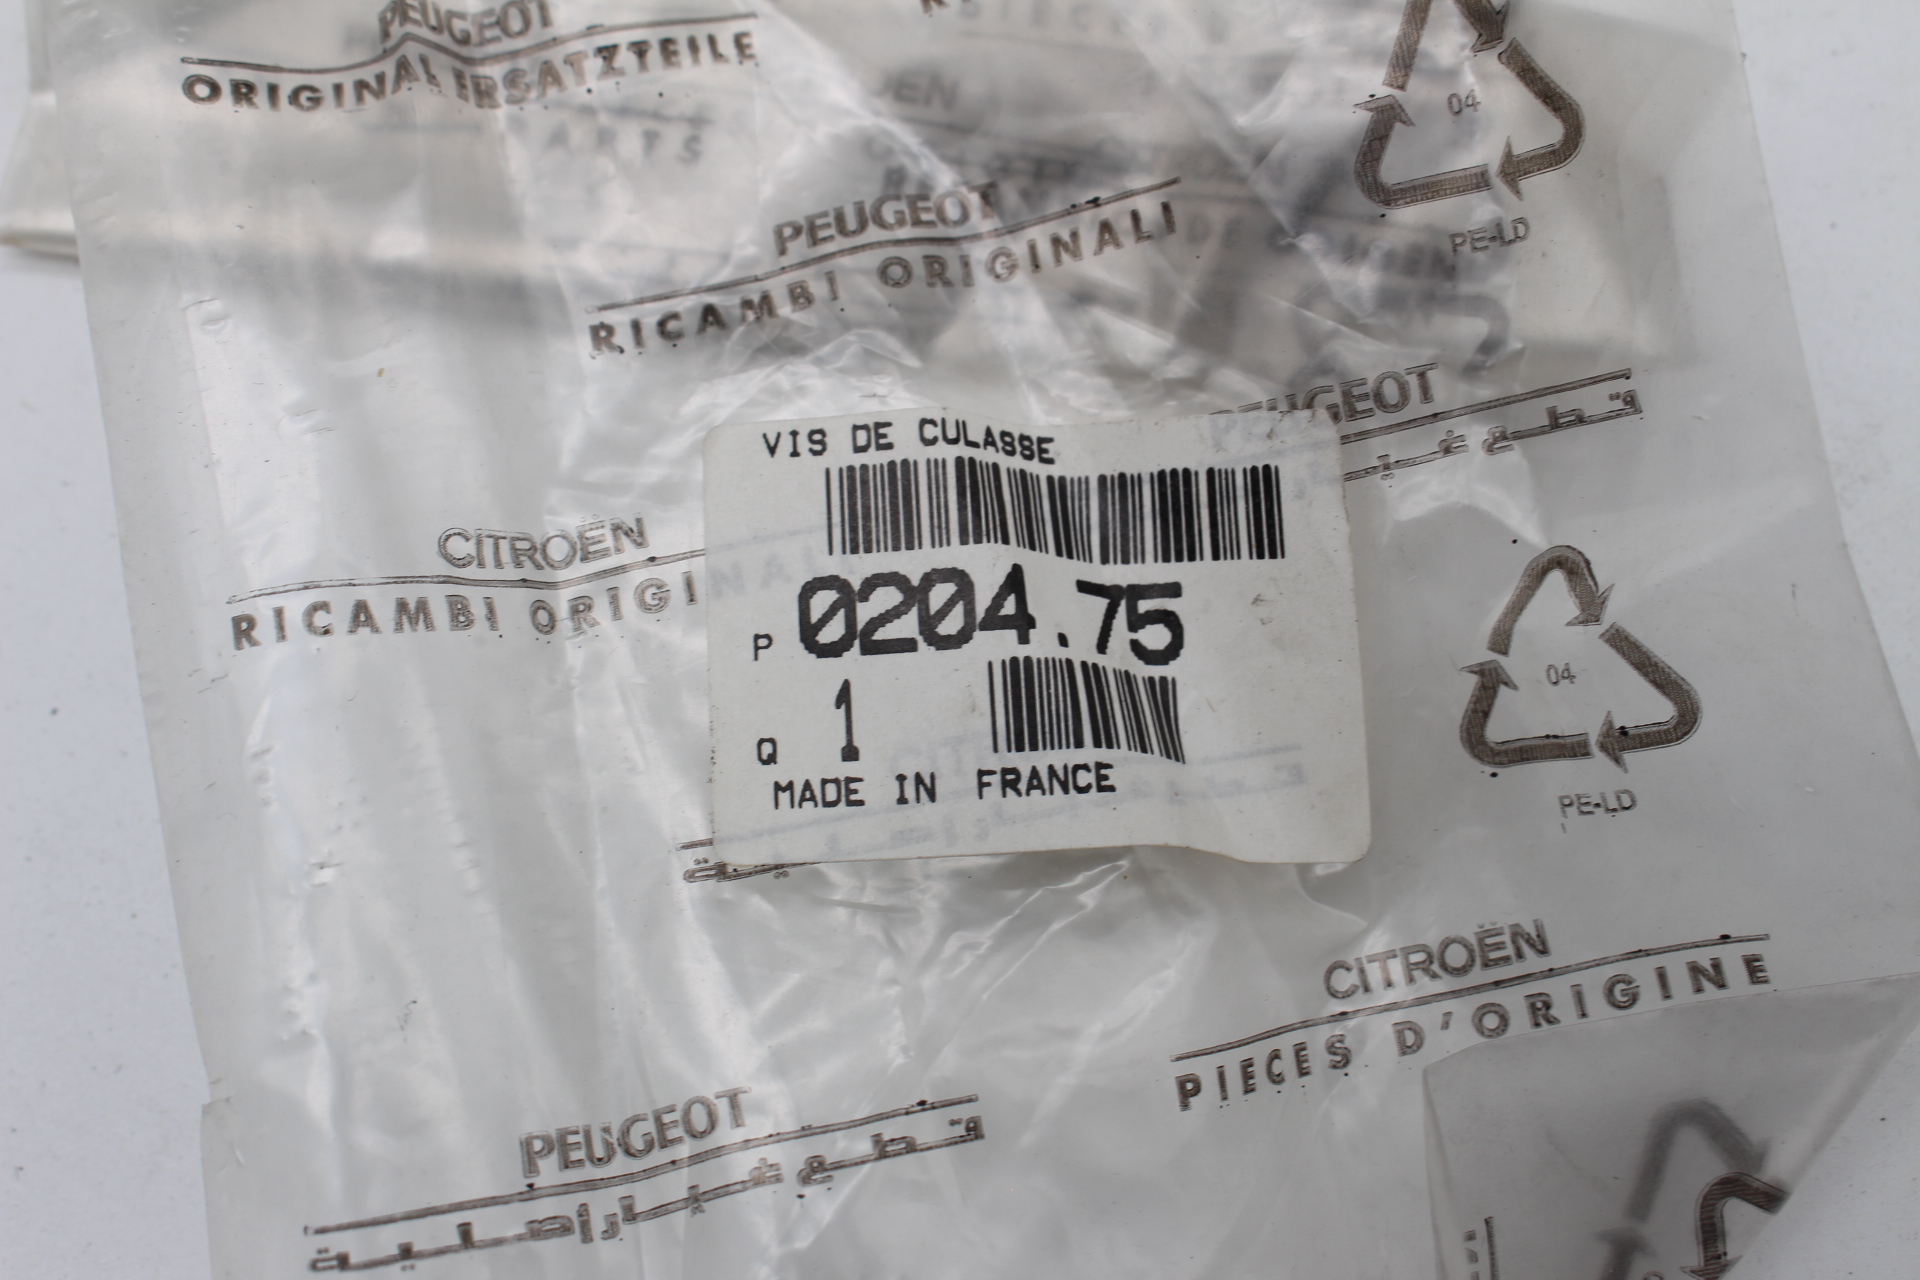 PEUGEOT
ORIGINAL ERSATZTEILE
PARTS
04
PE-LD
PEUGEOT
RICAMBI ORIGINALI
PEUGEOT
VIS DE CULASSE
CITROËN
RICAMBI ORIGI
P 0204.75
Q 1
MADE IN FRANCE
04
PE-LD
CITROËN
PIECES D'ORIGINE
PEUGEOT
قطع غيار أصلية